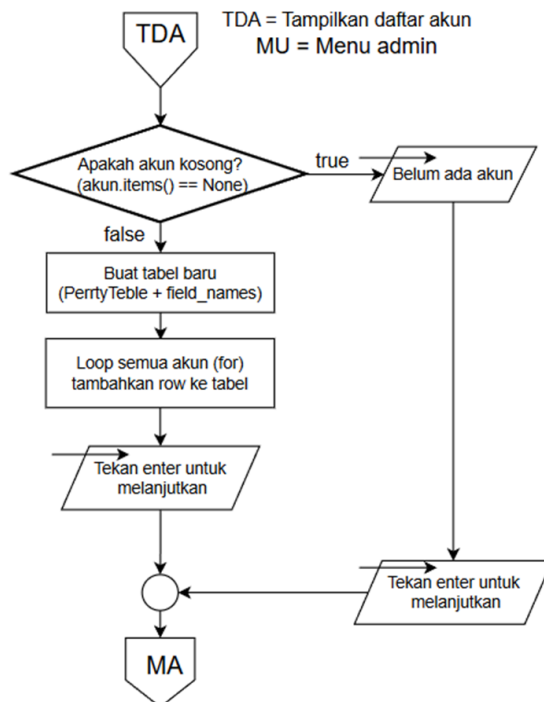 TDA
TDA = Tampilkan daftar akun
MU = Menu admin
Apakah akun kosong?
(akun.items() == None)
true
Belum ada akun
false
Buat tabel baru
(PerrtyTeble + field_names)
Loop semua akun (for)
tambahkan row ke tabel
Tekan enter untuk
melanjutkan
Tekan enter untuk
melanjutkan
MA